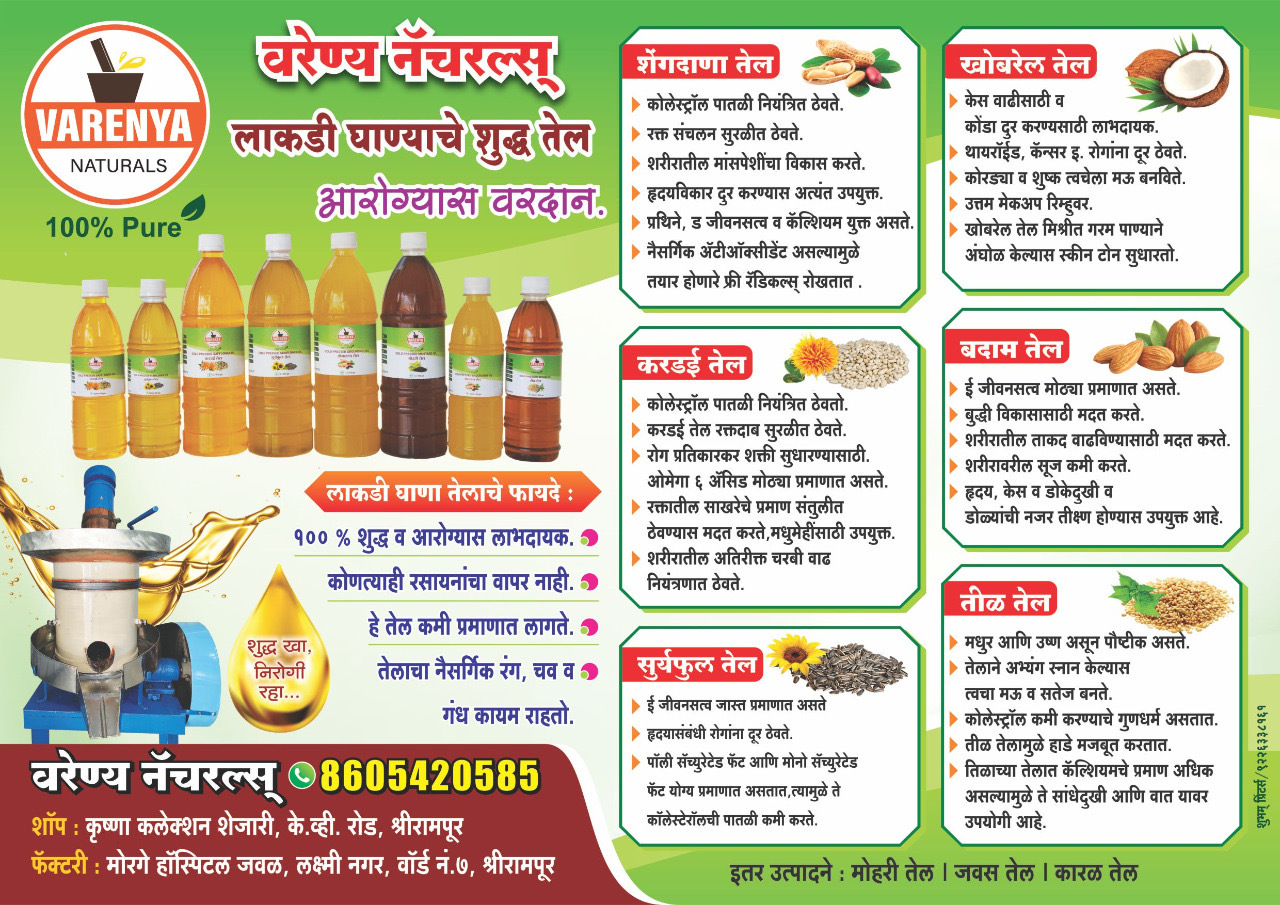 VARENYA
NATURALS
100% Pure
वरेण्य नॅचरल्स्
लाकडी घाण्याचे शुद्ध तेल
आरोग्यास वरदान.
लाकडी घाणा तेलाचे फायदे :
१०० % शुद्ध व आरोग्यास लाभदायक.
कोणत्याही रसायनांचा वापर नाही.
हे तेल कमी प्रमाणात लागते.
तेलाचा नैसर्गिक रंग, चव व
गंध कायम राहतो.
शुद्ध खा,
निरोगी
रहा...
वरेण्य नॅचरल्स् 8605420585
शॉप : कृष्णा कलेक्शन शेजारी, के.व्ही. रोड, श्रीरामपूर
फॅक्टरी : मोरगे हॉस्पिटल जवळ, लक्ष्मी नगर, वॉर्ड नं.७, श्रीरामपूर
शेंगदाणा तेल
कोलेस्ट्रॉल पातळी नियंत्रित ठेवते.
रक्त संचलन सुरळीत ठेवते.
शरीरातील मांसपेशींचा विकास करते.
हृदयविकार दुर करण्यास अत्यंत उपयुक्त.
प्रथिने, ड जीवनसत्व व कॅल्शियम युक्त असते.
नैसर्गिक ॲटीऑक्सीडेंट असल्यामुळे
तयार होणारे फ्री रॅडिकल्स् रोखतात .
करडई तेल
कोलेस्ट्रॉल पातळी नियंत्रित ठेवतो.
करडई तेल रक्तदाब सुरळीत ठेवते.
रोग प्रतिकारकर शक्ती सुधारण्यासाठी.
ओमेगा ६ ॲसिड मोठ्या प्रमाणात असते.
रक्तातील साखरेचे प्रमाण संतुलीत
ठेवण्यास मदत करते,मधुमेहींसाठी उपयुक्त.
शरीरातील अतिरीक्त चरबी वाढ
नियंत्रणात ठेवते.
सुर्यफुल तेल
ई जीवनसत्व जास्त प्रमाणात असते
हृदयासंबंधी रोगांना दूर ठेवते.
पॉली सॅच्युरेटेड फॅट आणि मोनो सॅच्युरेटेड
फॅट योग्य प्रमाणात असतात,त्यामुळे ते
कॉलेस्टेरॉलची पातळी कमी करते.
खोबरेल तेल
केस वाढीसाठी व
कोंडा दुर करण्यसाठी लाभदायक.
थायरॉईड, कॅन्सर इ. रोगांना दूर ठेवते.
कोरड्या व शुष्क त्वचेला मऊ बनविते.
उत्तम मेकअप रिम्हुवर.
खोबरेल तेल मिश्रीत गरम पाण्याने
अंघोळ केल्यास स्कीन टोन सुधारतो.
बदाम तेल
ई जीवनसत्व मोठ्या प्रमाणात असते.
बुद्धी विकासासाठी मदत करते.
शरीरातील ताकद वाढविण्यासाठी मदत करते.
शरीरावरील सूज कमी करते.
हृदय, केस व डोकेदुखी व
डोळ्यांची नजर तीक्ष्ण होण्यास उपयुक्त आहे.
तीळ तेल
मधुर आणि उष्ण असून पौष्टीक असते.
तेलाने अभ्यंग स्नान केल्यास
त्वचा मऊ व सतेज बनते.
कोलेस्ट्रॉल कमी करण्याचे गुणधर्म असतात.
तीळ तेलामुळे हाडे मजबूत करतात.
तिळाच्या तेलात कॅल्शियमचे प्रमाण अधिक
असल्यामुळे ते सांधेदुखी आणि वात यावर
उपयोगी आहे.
इतर उत्पादने : मोहरी तेल | जवस तेल | कारळ तेल
शुभम् प्रिंटर्स/९२२६३३८१६१